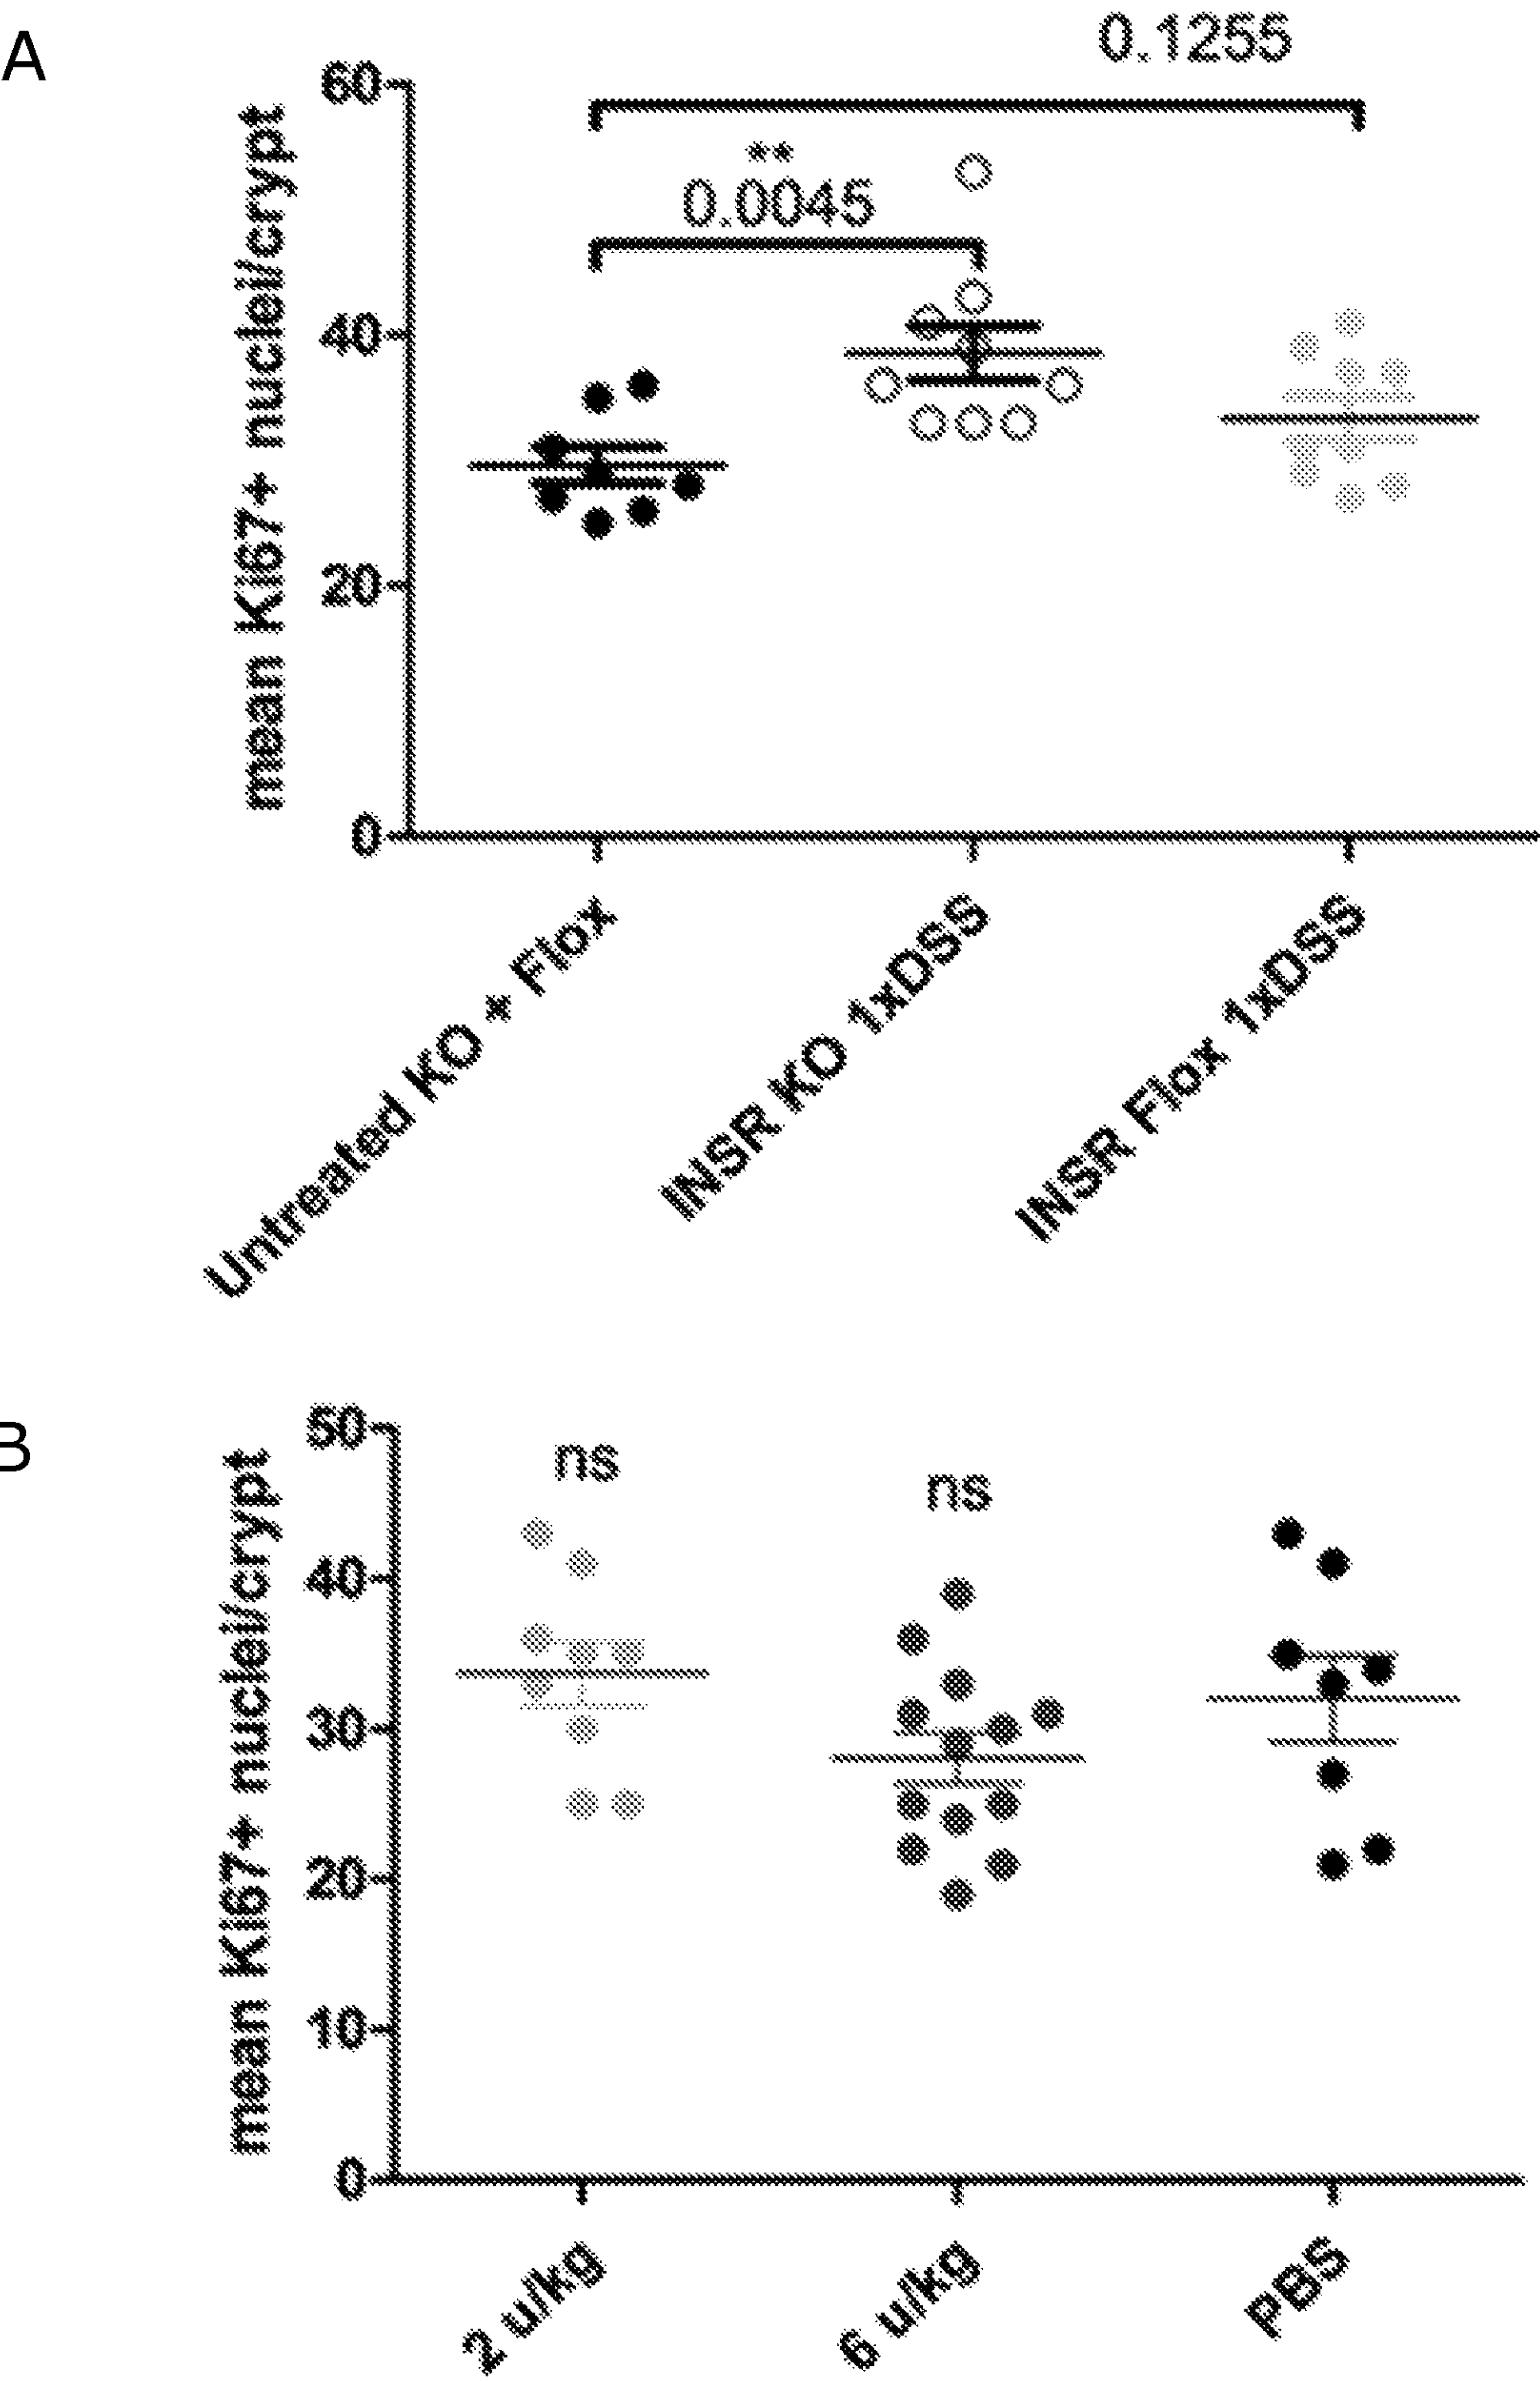 A
0.1255
**
0.0045
60
40
20
0
mean Ki67+ nuclei/crypt
Untreated KO + Flox
INSR KO 1xDSS
INSR Flox 1xDSS
B
ns
ns
50
40
30
20
10
0
mean Ki67+ nuclei/crypt
2 u/kg
6 u/kg
PBS